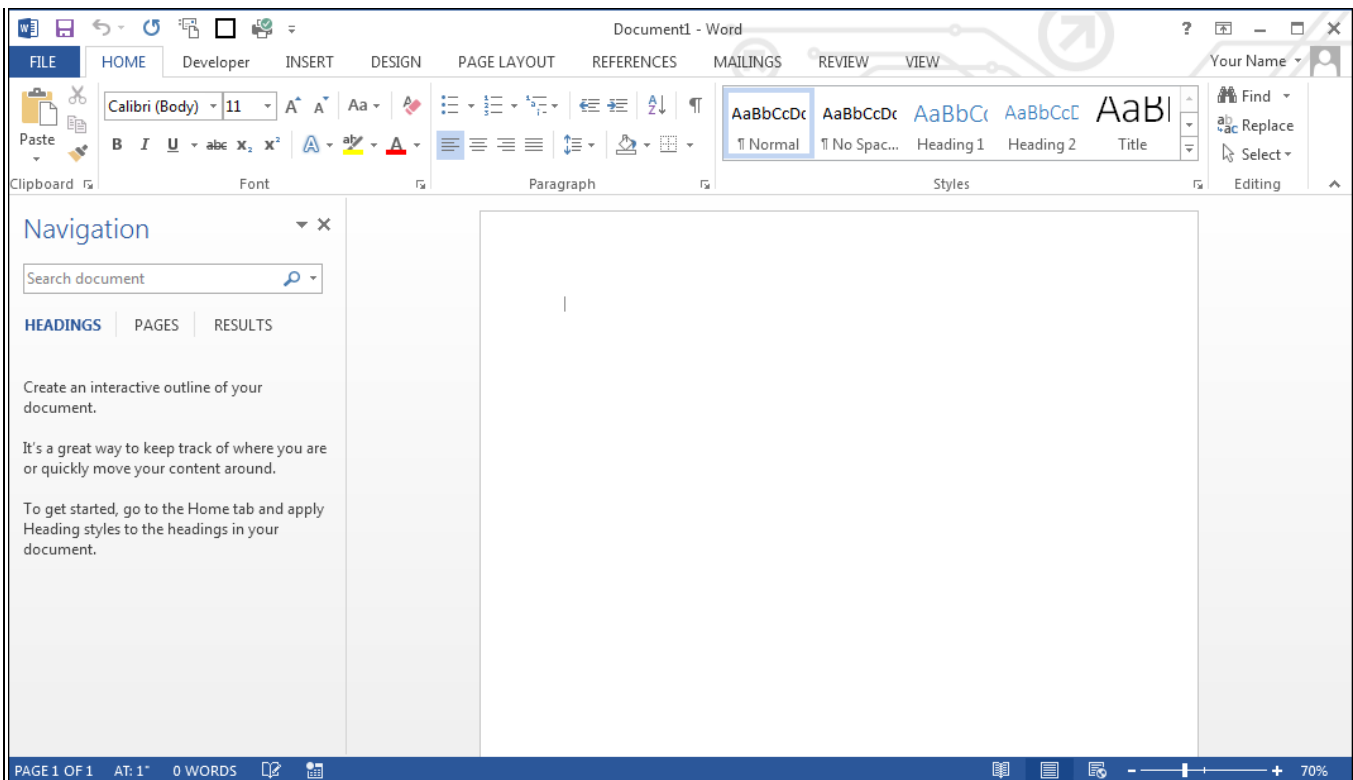 Document1 - Word
?
FILE HOME Developer INSERT DESIGN PAGE LAYOUT REFERENCES MAILINGS REVIEW VIEW Your Name
Calibri (Body) 11 A A Aa
Find
Paste
B I U abc X₂ X² A aby A
AaBbCcDc AaBbCcDc AaBbC( AaBbCcD AaBl
Replace
¶ Normal ¶ No Spac... Heading 1 Heading 2 Title
Select
Clipboard Font Paragraph Styles Editing
Navigation
Search document
HEADINGS PAGES RESULTS
Create an interactive outline of your
document.
It's a great way to keep track of where you are
or quickly move your content around.
To get started, go to the Home tab and apply
Heading styles to the headings in your
document.
PAGE 1 OF 1 AT: 1" 0 WORDS 70%